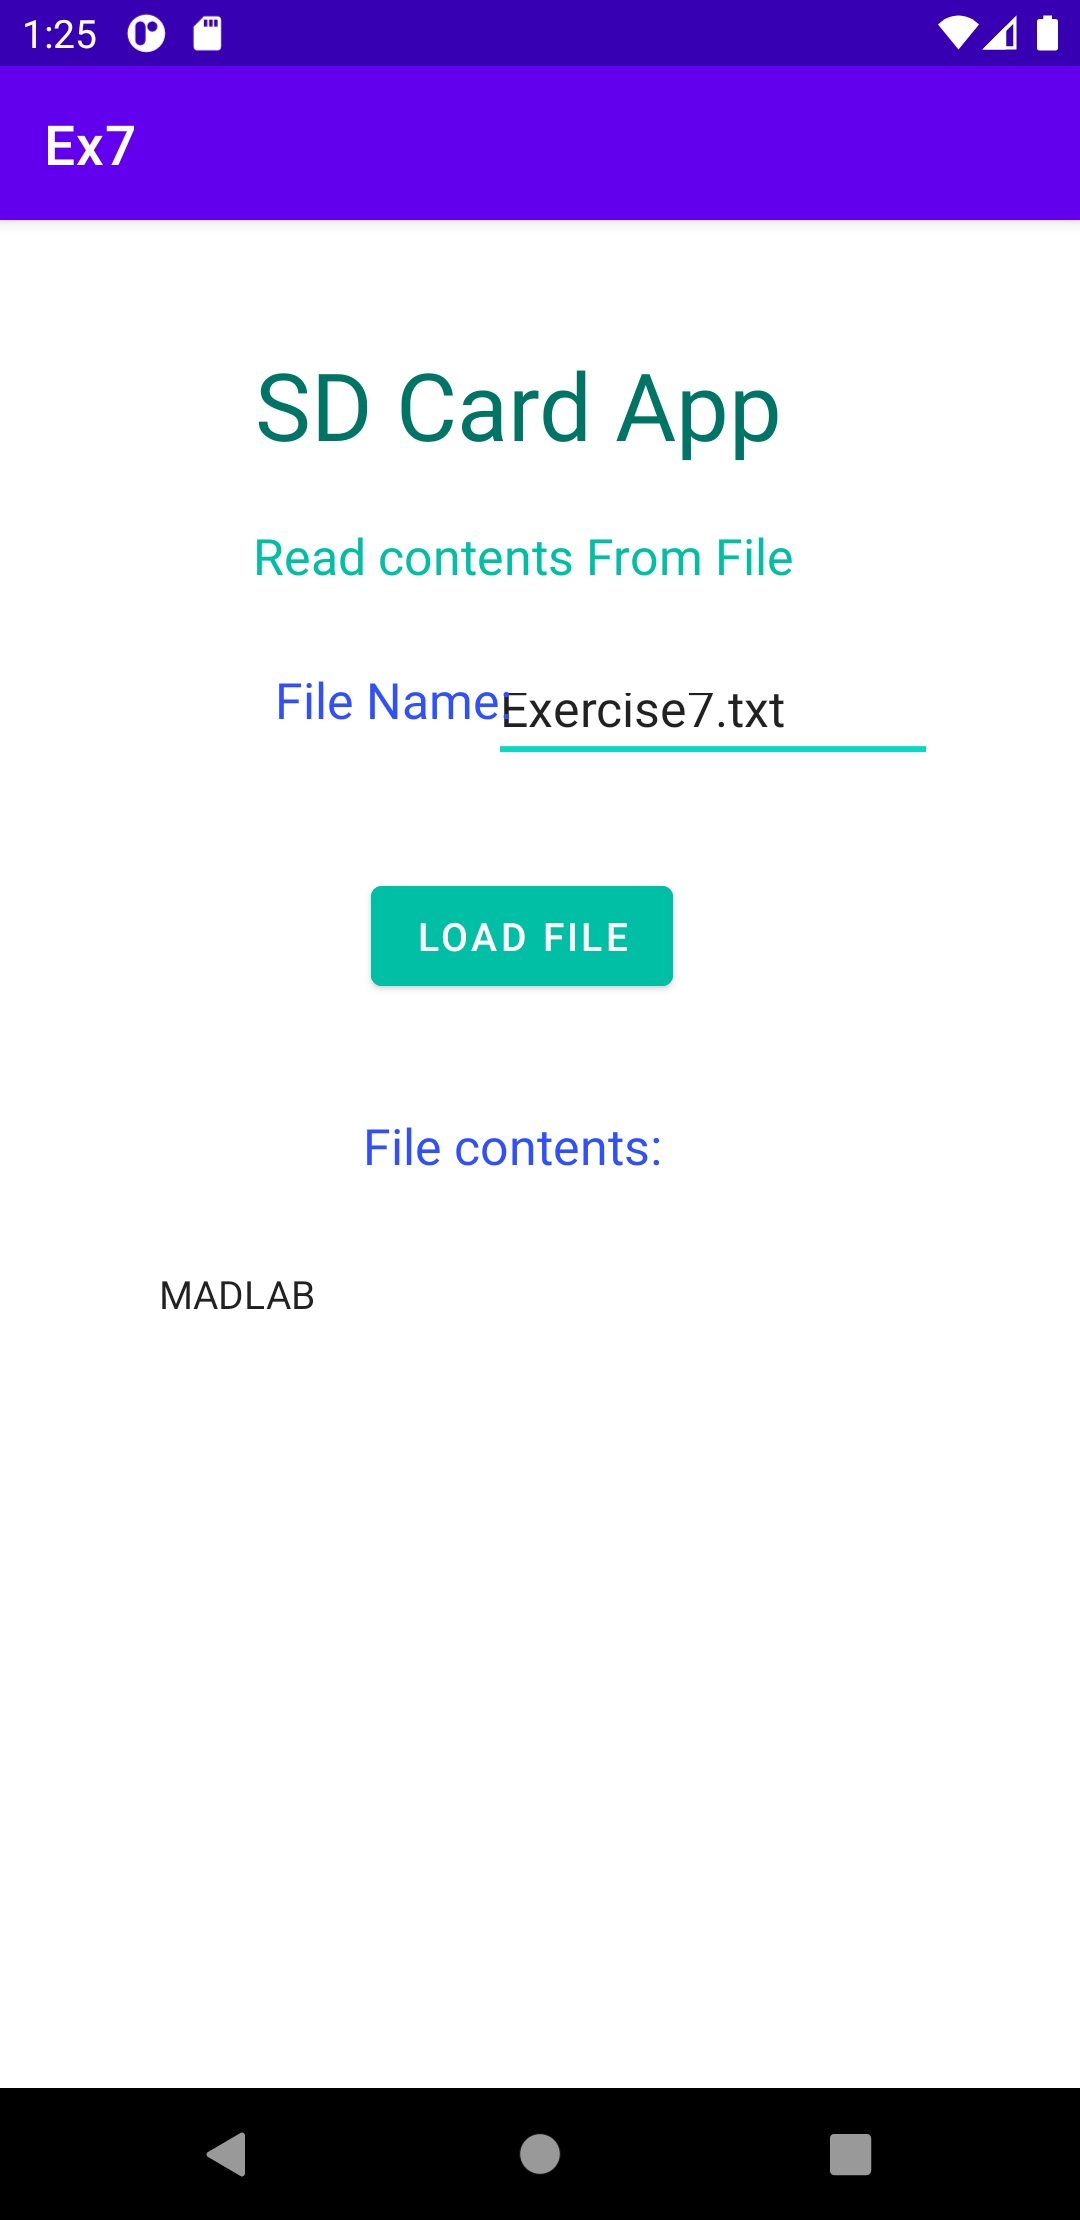 1:25
Ex7
SD Card App
Read contents From File
File Name: Exercise7.txt
LOAD FILE
File contents:
MADLAB